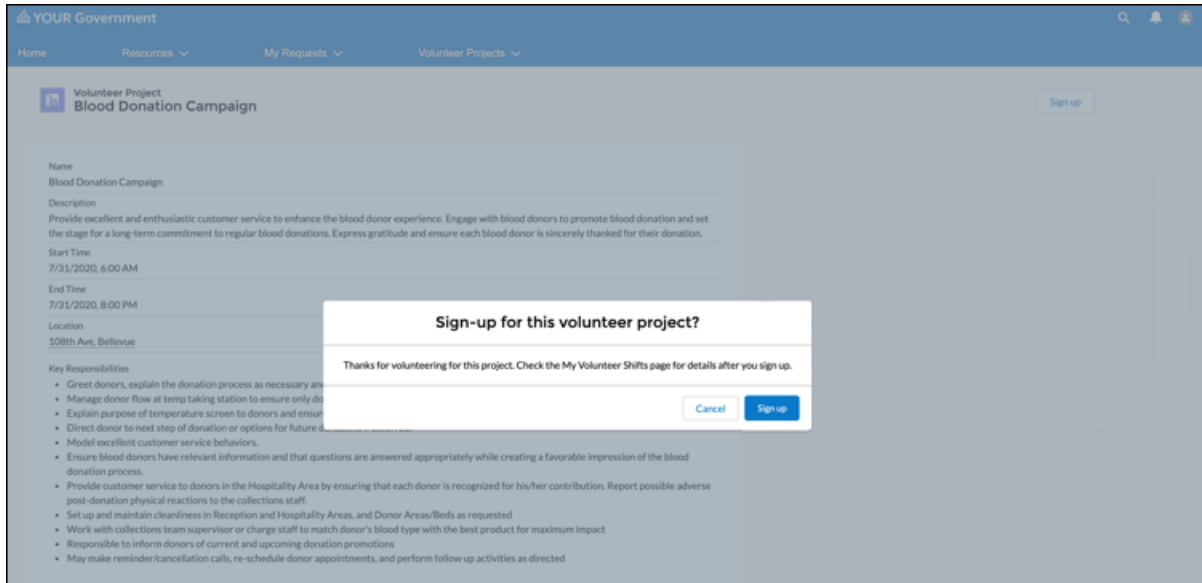 YOUR Government
Home Resources My Requests Volunteer Projects
Volunteer Project
Blood Donation Campaign
Sign up
Name
Blood Donation Campaign
Description
Provide excellent and enthusiastic customer service to enhance the blood donor experience. Engage with blood donors to promote blood donation and set
the stage for a long-term commitment to regular blood donations. Express gratitude and ensure each blood donor is sincerely thanked for their donation.
Start Time
7/31/2020, 6:00 AM
End Time
7/31/2020, 8:00 PM
Location
108th Ave, Bellevue
Sign-up for this volunteer project?
Thanks for volunteering for this project. Check the My Volunteer Shifts page for details after you sign up.
Cancel Sign up
Key Responsibilities
• Greet donors, explain the donation process as necessary an
• Manage donor flow at temp taking station to ensure only do
• Explain purpose of temperature screen to donors and ensur
• Direct donor to next step of donation or options for future
• Model excellent customer service behaviors.
• Ensure blood donors have relevant information and that questions are answered appropriately while creating a favorable impression of the blood
donation process.
• Provide customer service to donors in the Hospitality Area by ensuring that each donor is recognized for his/her contribution. Report possible adverse
post-donation physical reactions to the collections staff.
• Set up and maintain cleanliness in Reception and Hospitality Areas, and Donor Areas/Beds as requested
• Work with collections team supervisor or charge staff to match donor's blood type with the best product for maximum impact
• Responsible to inform donors of current and upcoming donation promotions
• May make reminder/cancellation calls, re-schedule donor appointments, and perform follow up activities as directed